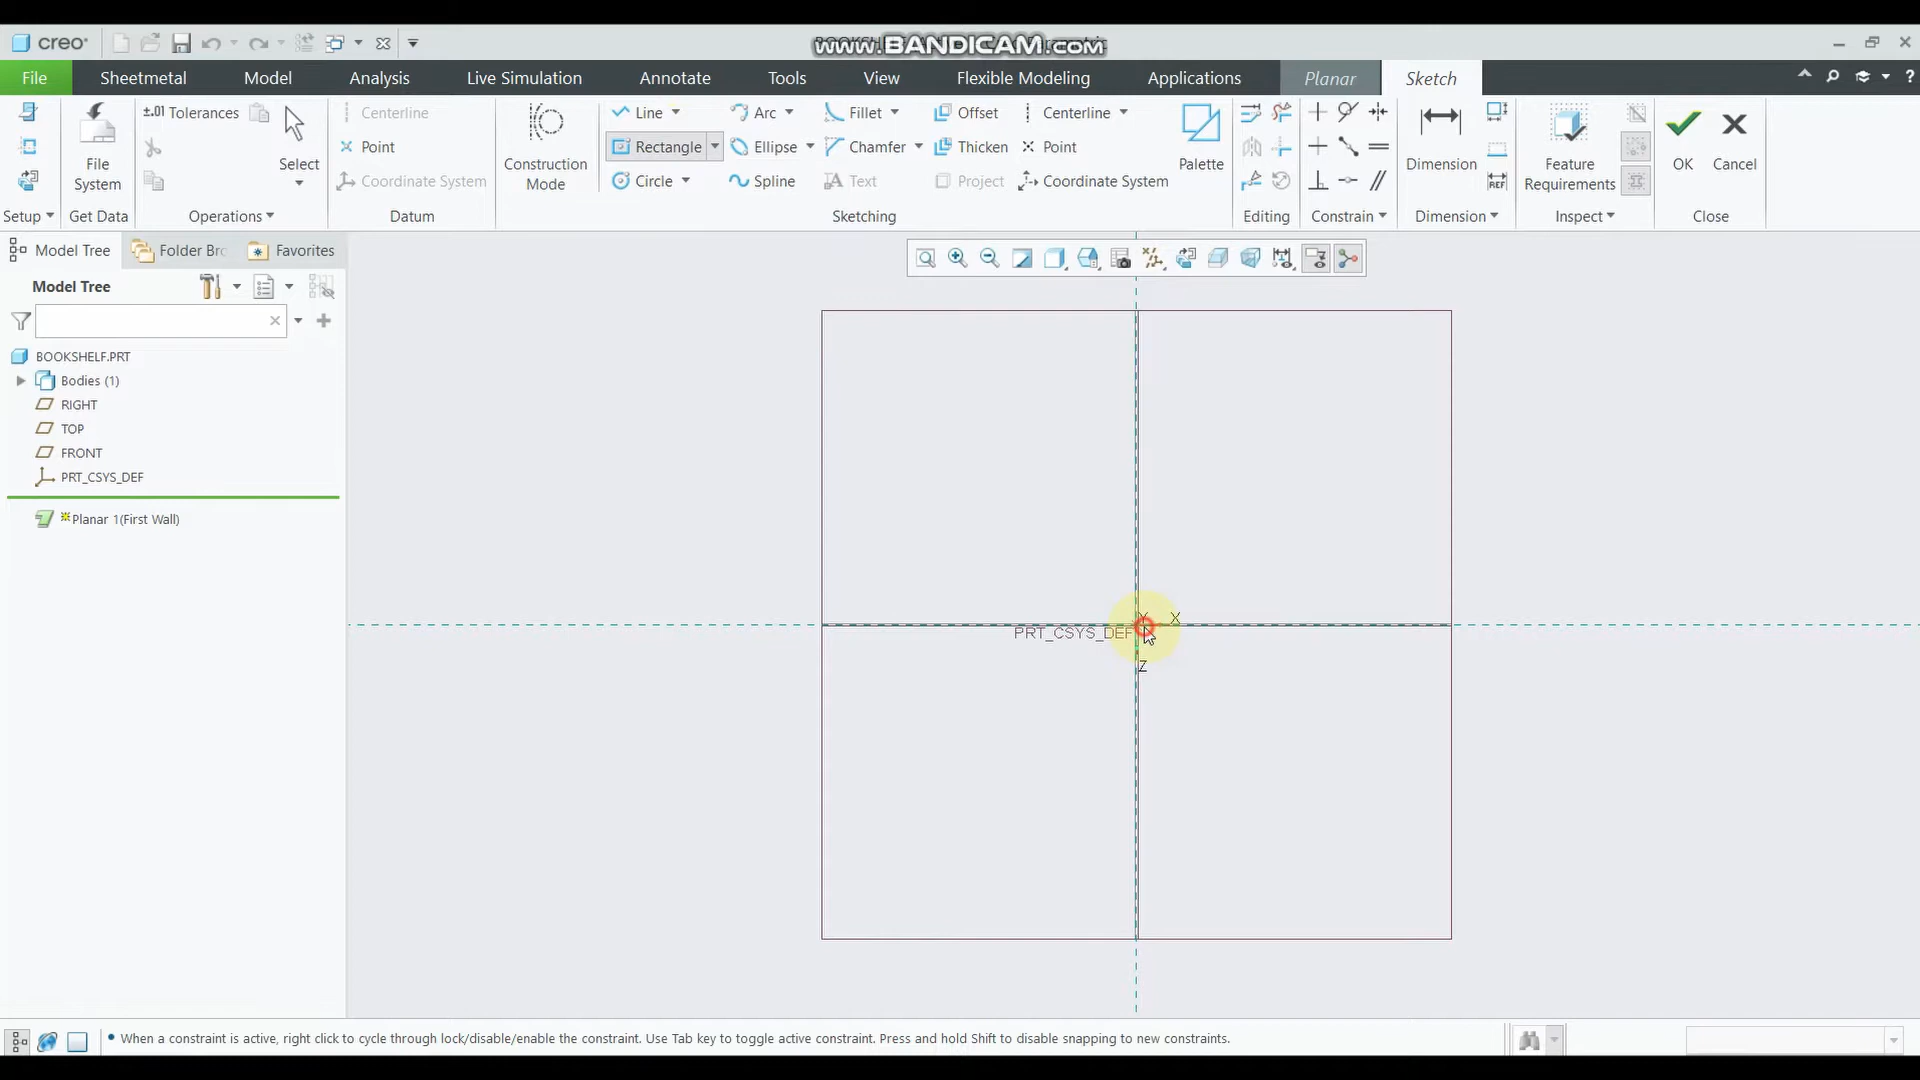 creo
www.BANDICAM.com
File Sheetmetal Model Analysis Live Simulation Annotate Tools View Flexible Modeling Applications Planar Sketch
±.01 Tolerances Centerline Line Arc Fillet Offset Centerline
Point Rectangle Ellipse Chamfer Thicken Point
File System Select Coordinate System Construction Mode Circle Spline Text Project Coordinate System Palette Dimension REF Feature Requirements OK Cancel
Setup Get Data Operations Datum Sketching Editing Constrain Dimension Inspect Close
Model Tree Folder Bro Favorites
Model Tree
BOOKSHELF.PRT
Bodies (1)
RIGHT
TOP
FRONT
PRT_CSYS_DEF
Planar 1(First Wall)
Y X
PRT_CSYS_DEF
Z
• When a constraint is active, right click to cycle through lock/disable/enable the constraint. Use Tab key to toggle active constraint. Press and hold Shift to disable snapping to new constraints.